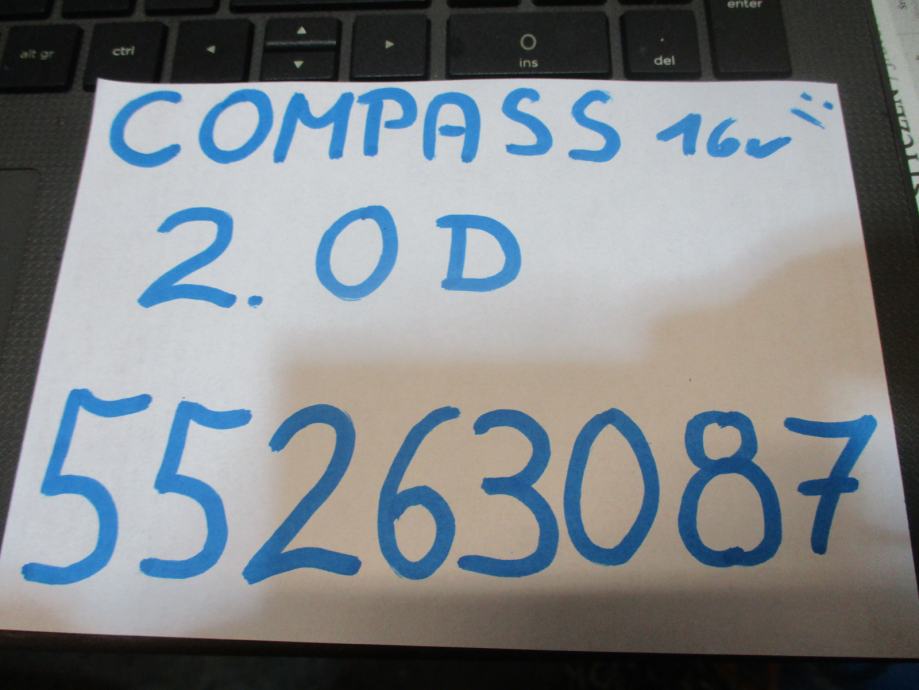 enter
alt gr
ctrl
ins
del
COMPASS 16v
2.0D
55263087